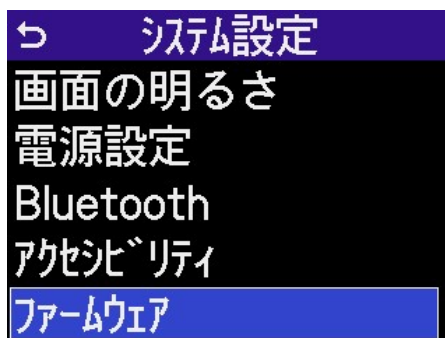 システム設定
画面の明るさ
電源設定
Bluetooth
アクセシビリティ
ファームウェア